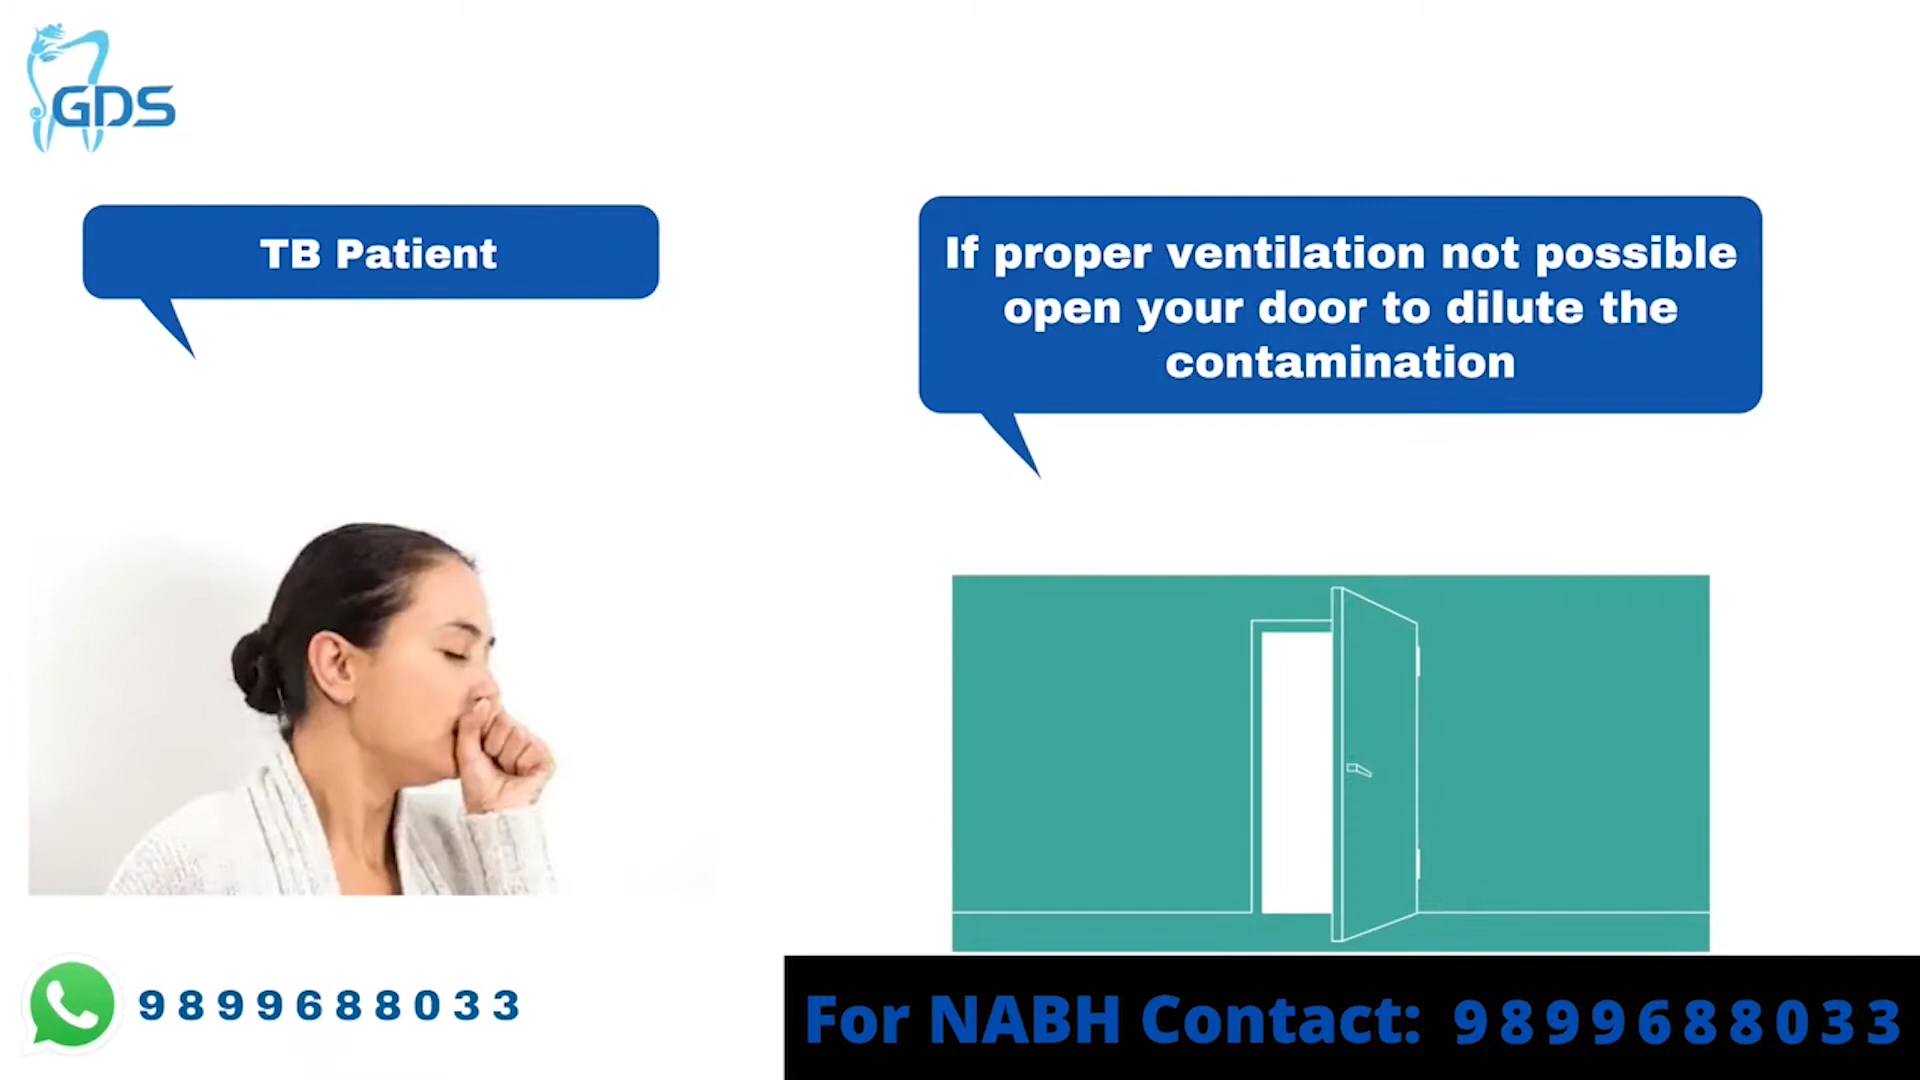 GDS
TB Patient
If proper ventilation not possible
open your door to dilute the
contamination
9899688033
For NABH Contact: 9899688033